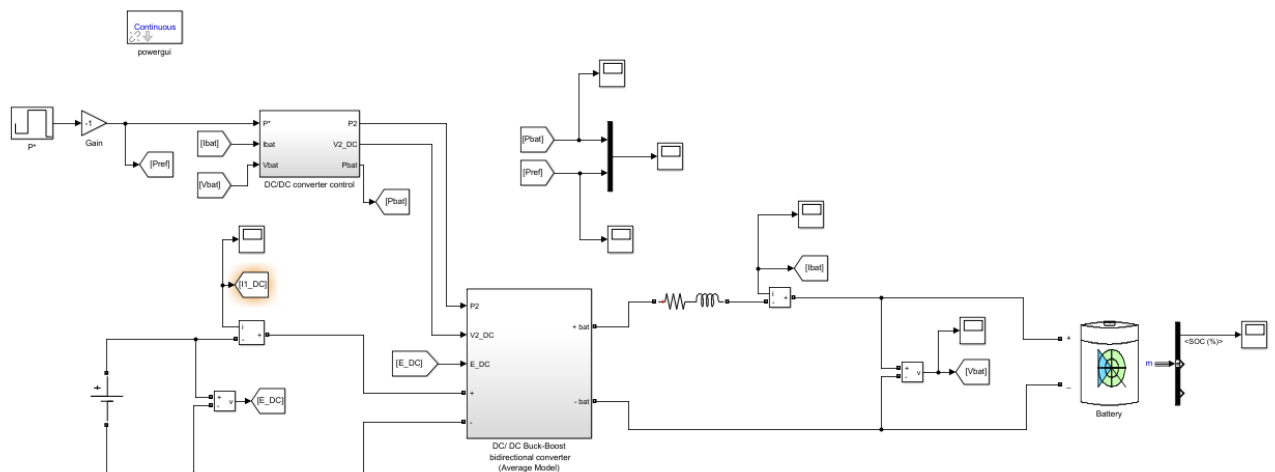 Continuous
powergui
P*
-1
Gain
[Pref]
[Ibat]
[Vbat]
P*
Ibat
Vbat
P2
V2_DC
Pbat
DC/DC converter control
[Pbat]
[Pbat]
[Pref]
[I1_DC]
i
-
+
+
-
v
[E_DC]
+
[E_DC]
P2
V2_DC
E_DC
+
-
+ bat
- bat
DC/ DC Buck-Boost
bidirectional converter
(Average Model)
[Ibat]
i
-
+
+
-
v
[Vbat]
+
_
Battery
m
<SOC (%)>